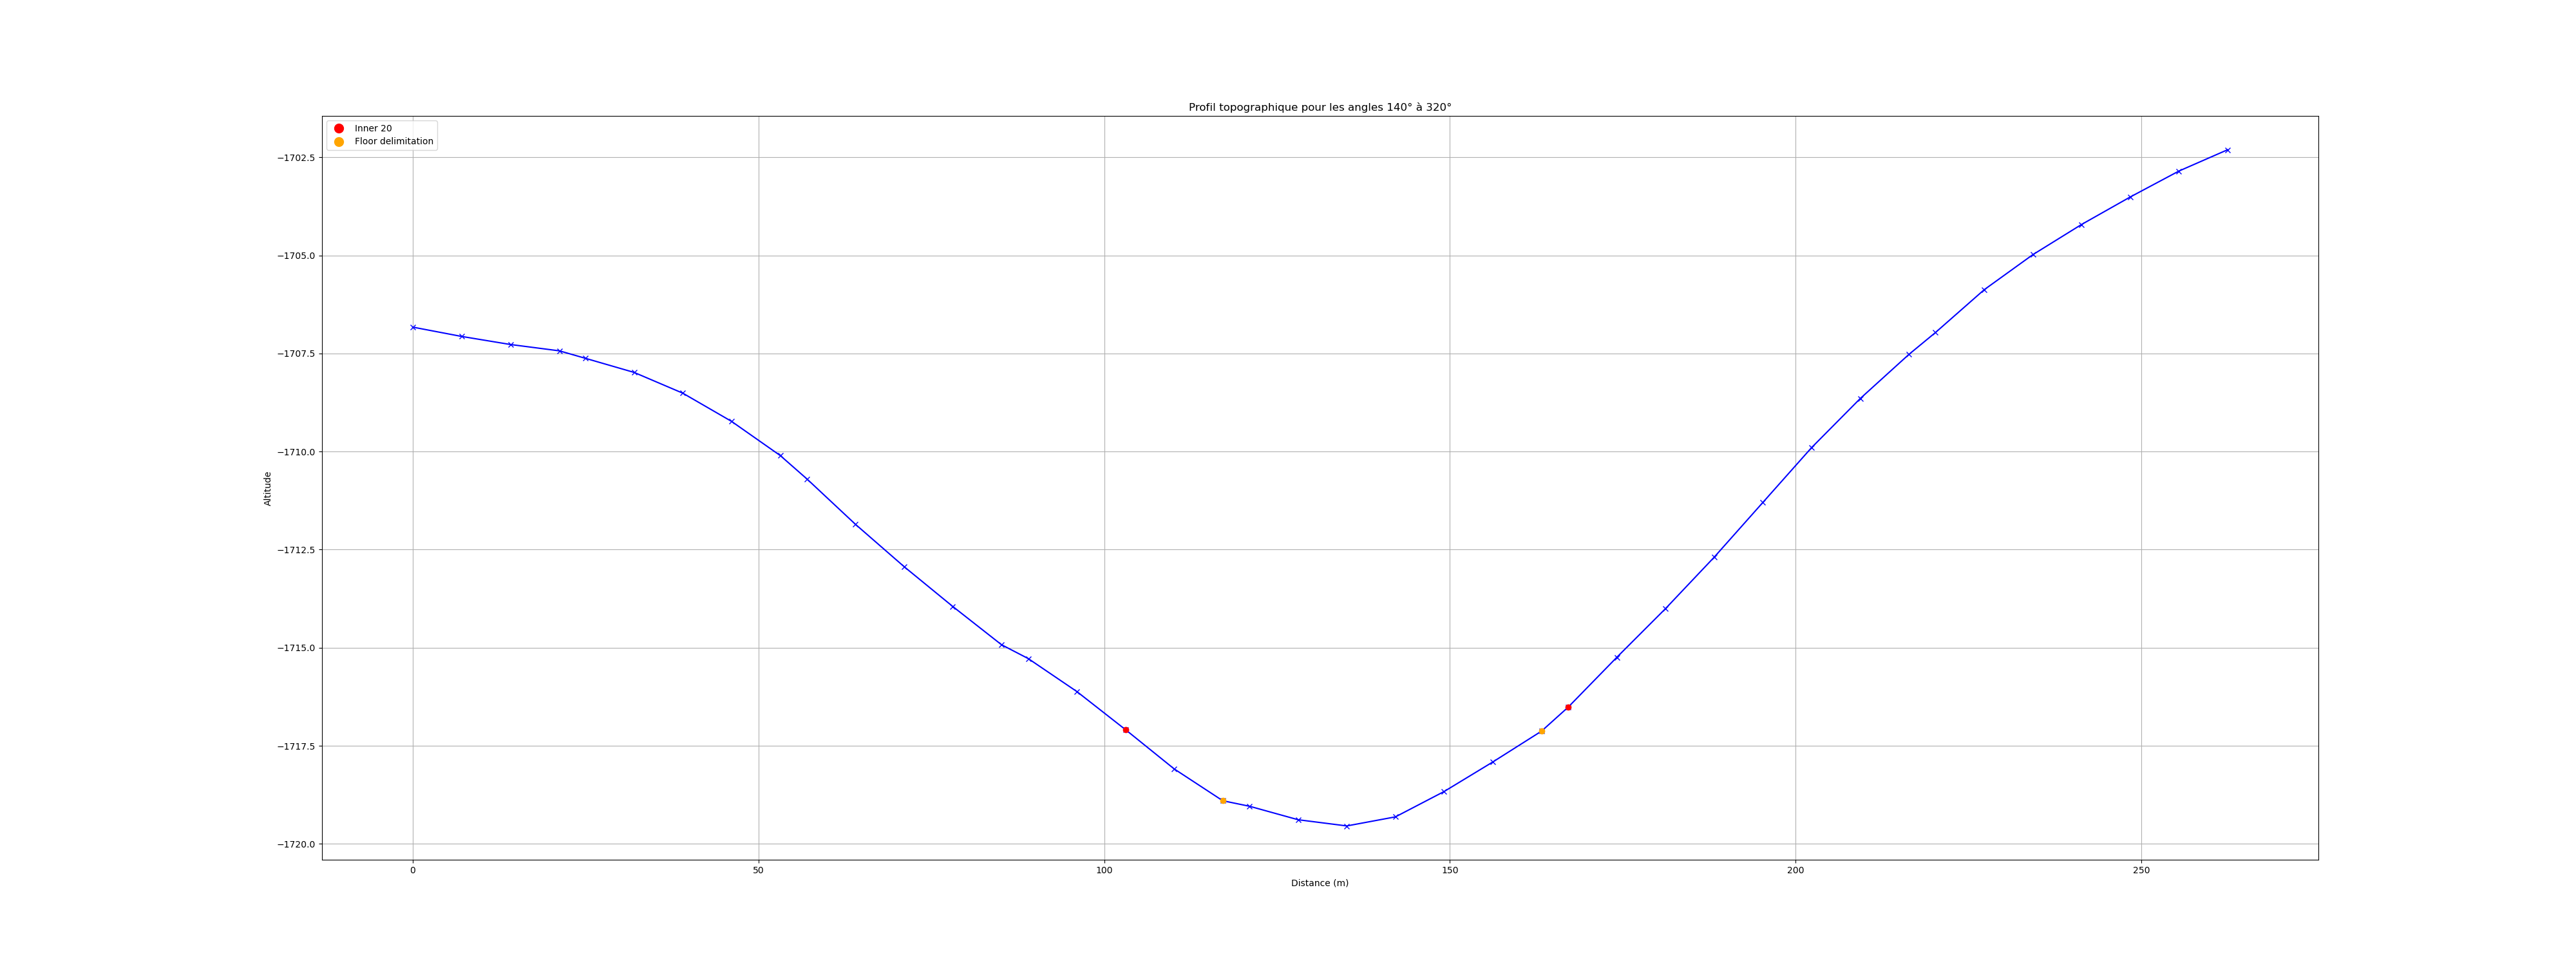 Profil topographique pour les angles 140° à 320°
Inner 20
Floor delimitation
−1702.5
−1705.0
−1707.5
−1710.0
−1712.5
−1715.0
−1717.5
−1720.0
Altitude
0 50 100 150 200 250
Distance (m)